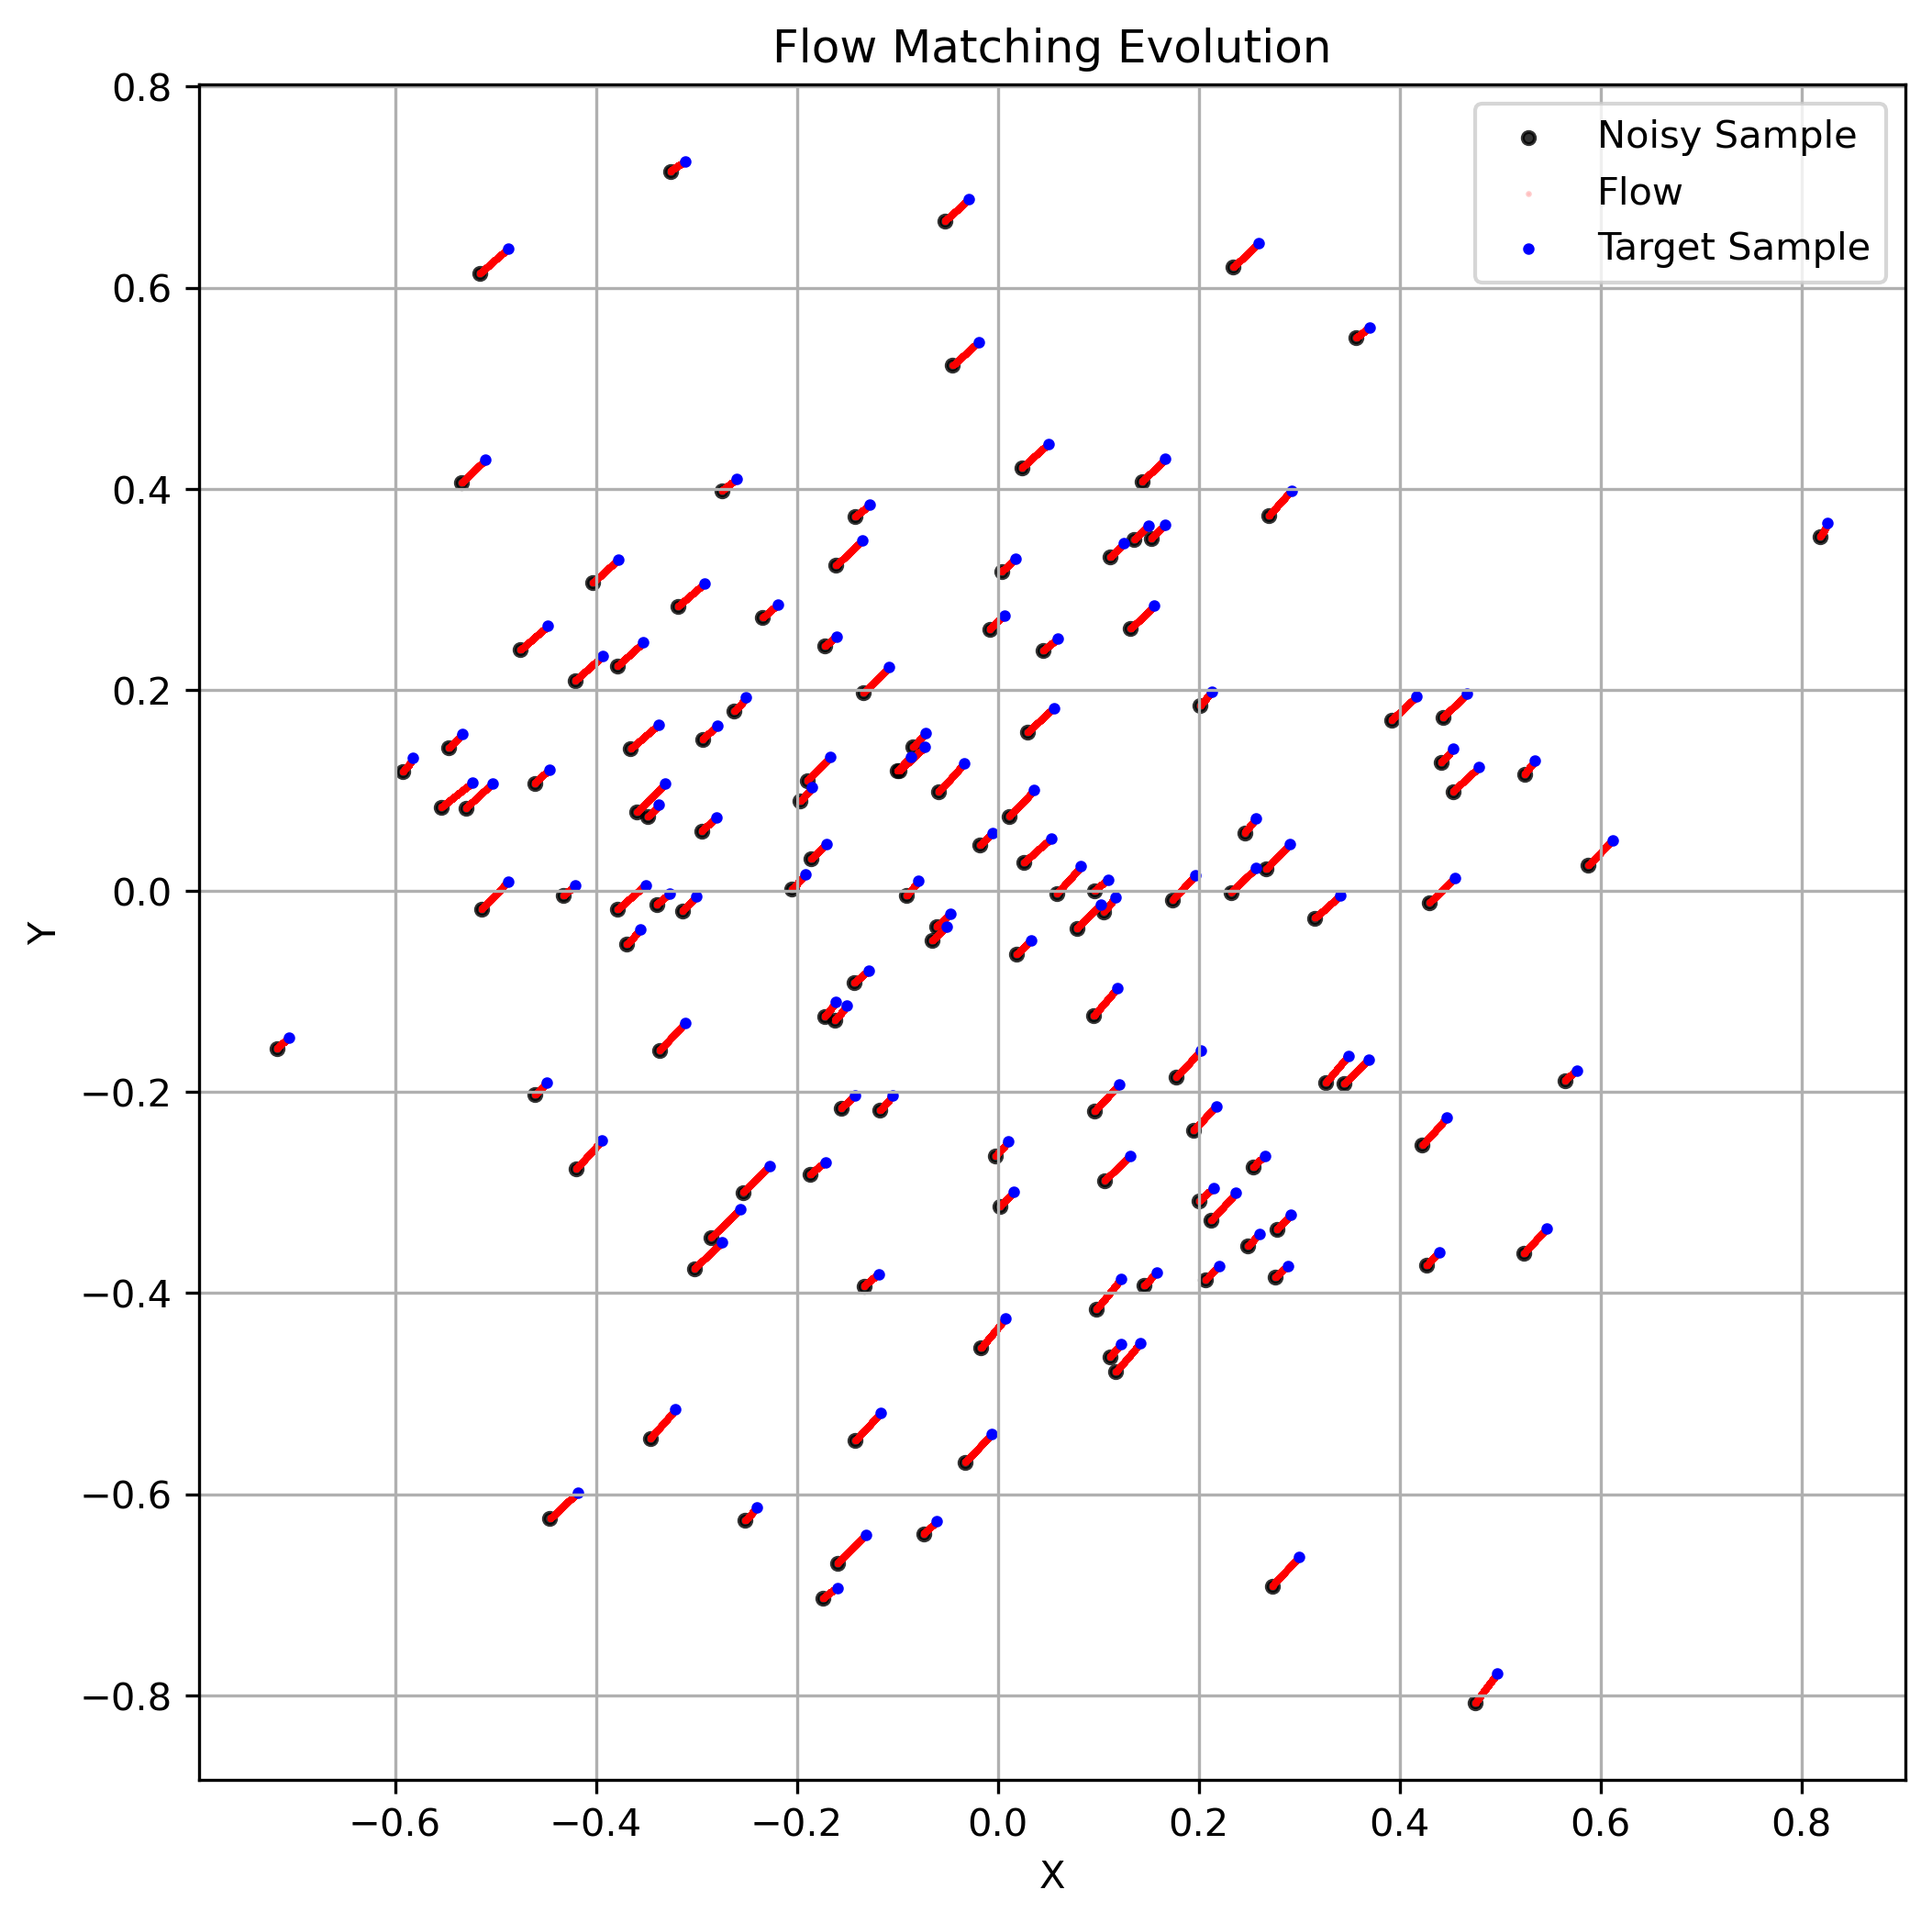 Flow Matching Evolution
0.8
0.6
0.4
0.2
0.0
−0.2
−0.4
−0.6
−0.8
Y
Noisy Sample
Flow
Target Sample
−0.6 −0.4 −0.2 0.0 0.2 0.4 0.6 0.8
X